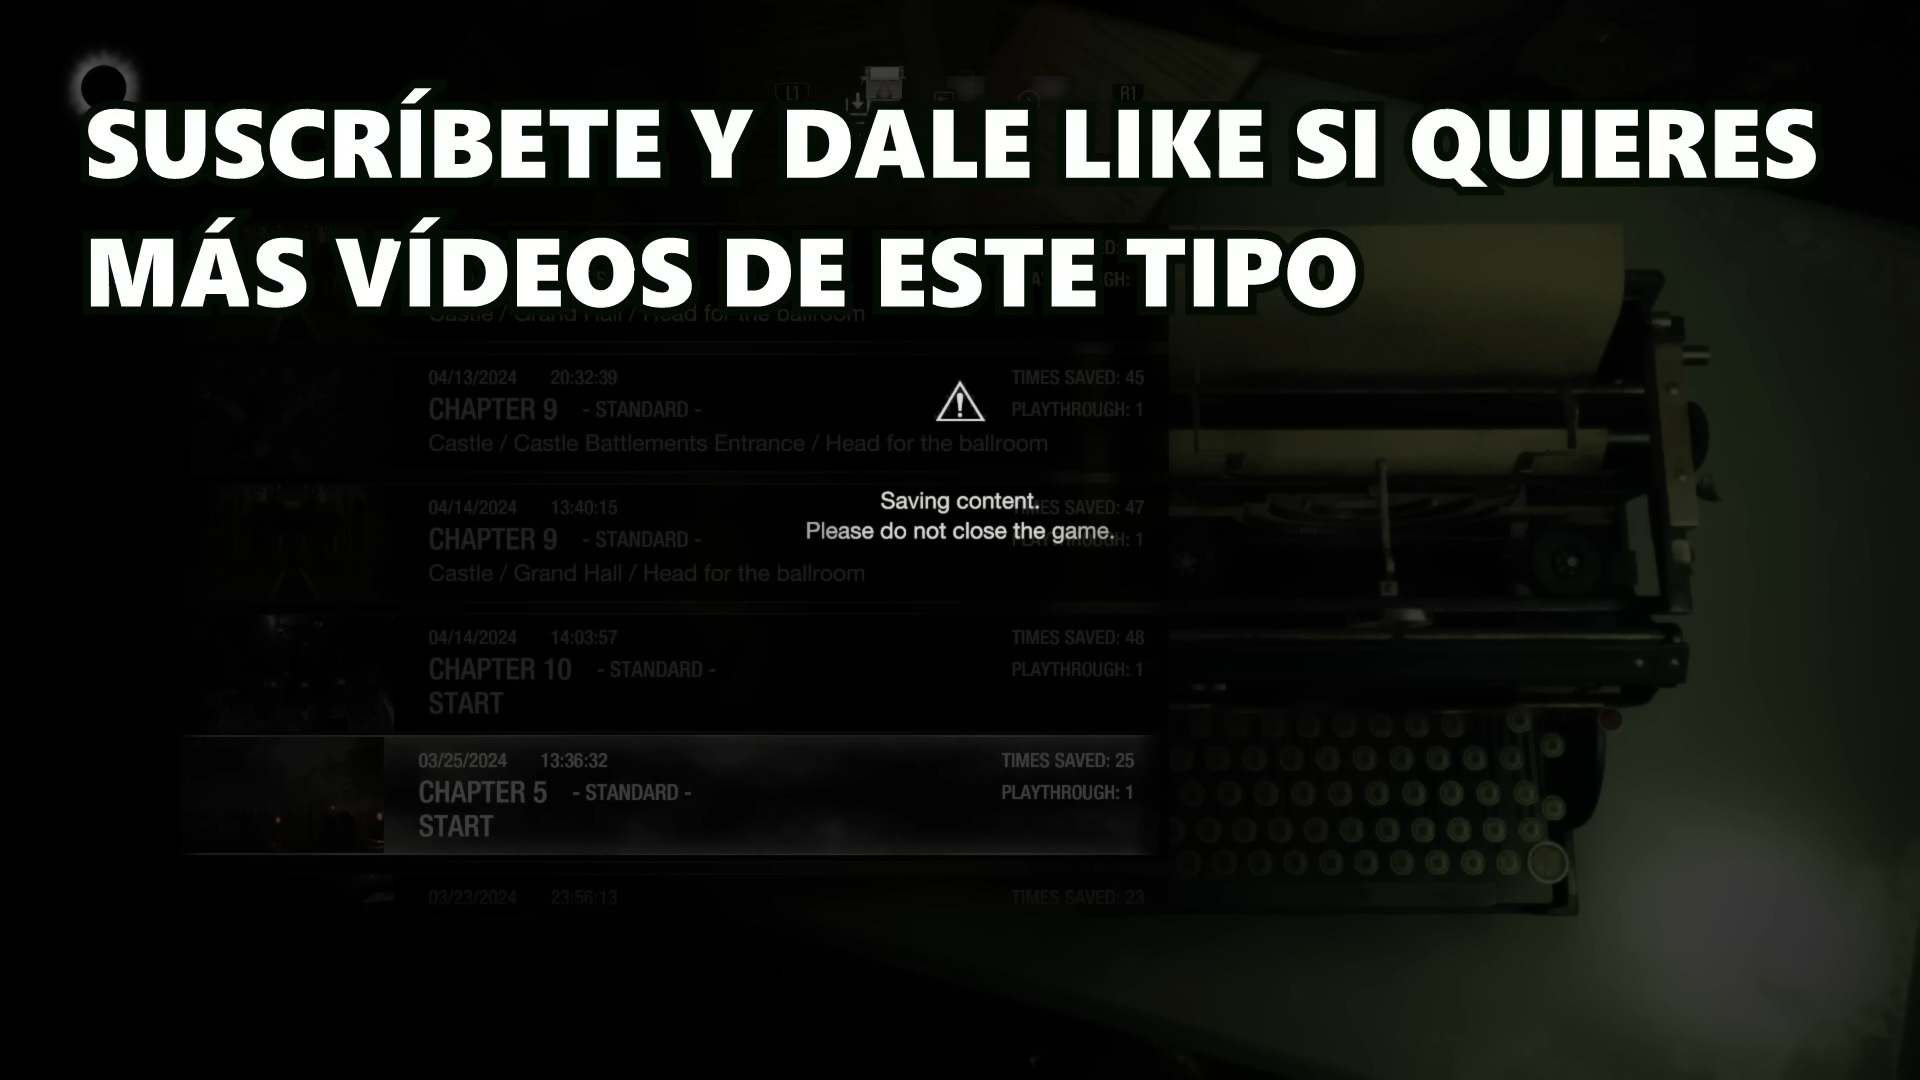 L1
R1
SUSCRÍBETE Y DALE LIKE SI QUIERES
MÁS VÍDEOS DE ESTE TIPO
Castle / Grand Hall / Head for the ballroom
04/13/2024 20:32:39 TIMES SAVED: 45
CHAPTER 9 - STANDARD - PLAYTHROUGH: 1
Castle / Castle Battlements Entrance / Head for the ballroom
Saving content.
Please do not close the game.
04/14/2024 13:40:15 TIMES SAVED: 47
CHAPTER 9 - STANDARD - PLAYTHROUGH: 1
Castle / Grand Hall / Head for the ballroom
04/14/2024 14:03:57 TIMES SAVED: 48
CHAPTER 10 - STANDARD - PLAYTHROUGH: 1
START
03/25/2024 13:36:32 TIMES SAVED: 25
CHAPTER 5 - STANDARD - PLAYTHROUGH: 1
START
03/23/2024 23:56:13 TIMES SAVED: 23